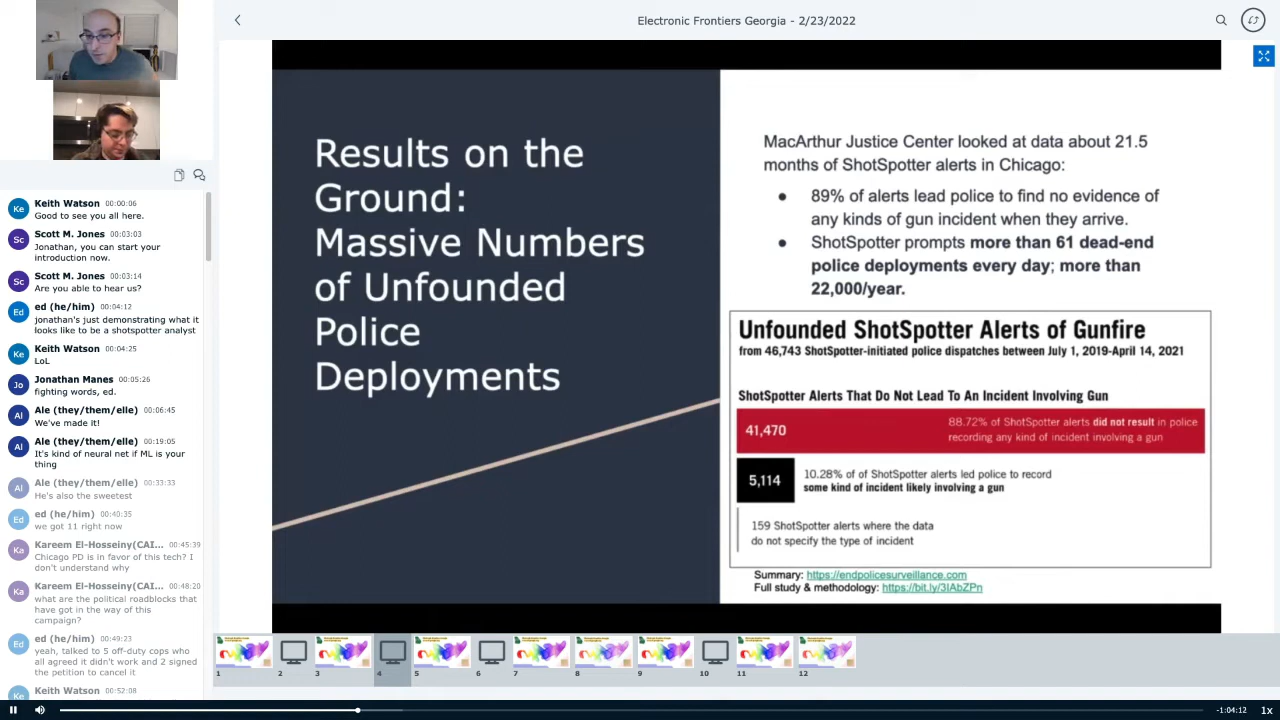 Electronic Frontiers Georgia - 2/23/2022
Keith Watson 00:00:06
Good to see you all here.
Scott M. Jones 00:03:03
Jonathan, you can start your
introduction now.
Scott M. Jones 00:03:14
Are you able to hear us?
ed (he/him) 00:04:12
jonathan's just demonstrating what it
looks like to be a shotspotter analyst
Keith Watson 00:04:25
LoL
Jonathan Manes 00:05:26
fighting words, ed.
Ale (they/them/elle) 00:06:45
We've made it!
Ale (they/them/elle) 00:19:05
It's kind of neural net if ML is your
thing
Ale (they/them/elle) 00:33:33
He's also the sweetest
ed (he/him) 00:40:35
we got 11 right now
Kareem El-Hosseiny(CAI... 00:45:39
Chicago PD is in favor of this tech? I
don't understand why
Kareem El-Hosseiny(CAI... 00:48:20
what are the political roadblocks that
have got in the way of this
campaign?
ed (he/him) 00:49:23
yeah, talked to 5 off-duty cops who
all agreed it didn't work and 2 signed
the petition to cancel it
Keith Watson 00:52:08
Ke
Sc
Sc
Ed
Ke
Jo
Al
Al
Al
Ed
Ka
Ka
Ed
Ke
Results on the
Ground:
Massive Numbers
of Unfounded
Police
Deployments
MacArthur Justice Center looked at data about 21.5
months of ShotSpotter alerts in Chicago:
● 89% of alerts lead police to find no evidence of
any kinds of gun incident when they arrive.
● ShotSpotter prompts more than 61 dead-end
police deployments every day; more than
22,000/year.
Unfounded ShotSpotter Alerts of Gunfire
from 46,743 ShotSpotter-initiated police dispatches between July 1, 2019-April 14, 2021
ShotSpotter Alerts That Do Not Lead To An Incident Involving Gun
41,470
88.72% of ShotSpotter alerts did not result in police
recording any kind of incident involving a gun
5,114
10.28% of of ShotSpotter alerts led police to record
some kind of incident likely involving a gun
159 ShotSpotter alerts where the data
do not specify the type of incident
Summary: https://endpolicesurveillance.com
Full study & methodology: https://bit.ly/3IAbZPn
1 2 3 4 5 6 7 8 9 10 11 12
-1:04:12 1x